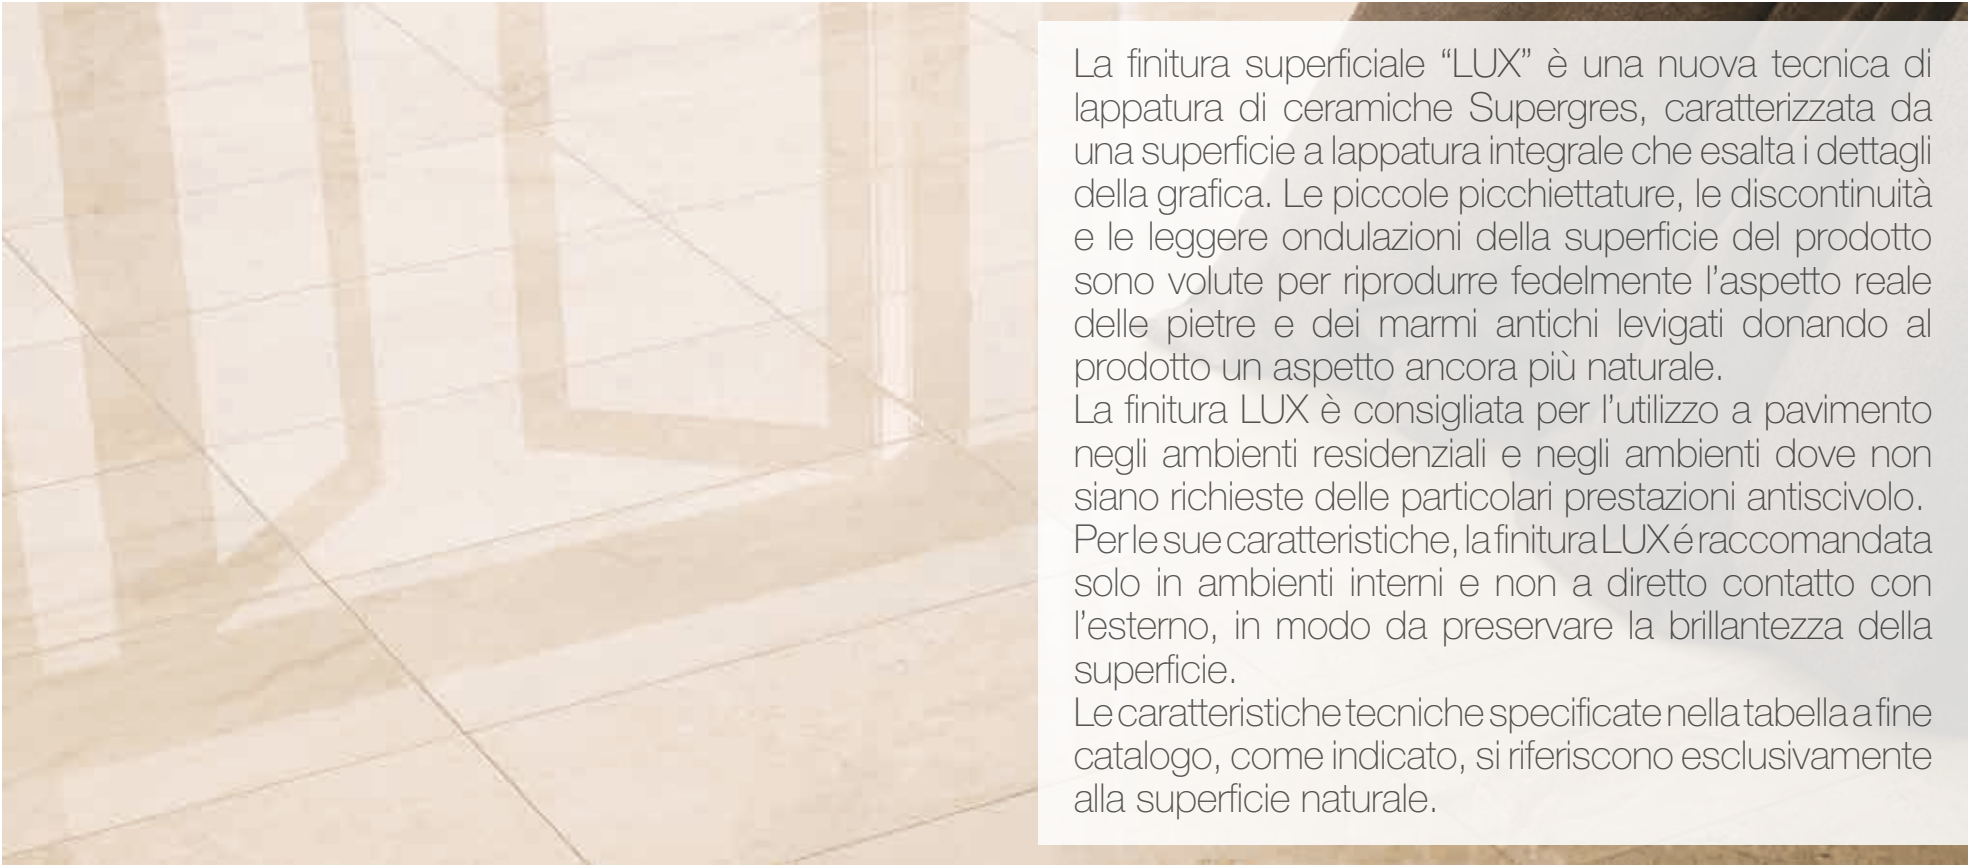 La finitura superficiale “LUX” è una nuova tecnica di
lappatura di ceramiche Supergres, caratterizzata da
una superficie a lappatura integrale che esalta i dettagli
della grafica. Le piccole picchiettature, le discontinuità
e le leggere ondulazioni della superficie del prodotto
sono volute per riprodurre fedelmente l’aspetto reale
delle pietre e dei marmi antichi levigati donando al
prodotto un aspetto ancora più naturale.
La finitura LUX è consigliata per l’utilizzo a pavimento
negli ambienti residenziali e negli ambienti dove non
siano richieste delle particolari prestazioni antiscivolo.
Per le sue caratteristiche, la finitura LUX é raccomandata
solo in ambienti interni e non a diretto contatto con
l’esterno, in modo da preservare la brillantezza della
superficie.
Le caratteristiche tecniche specificate nella tabella a fine
catalogo, come indicato, si riferiscono esclusivamente
alla superficie naturale.